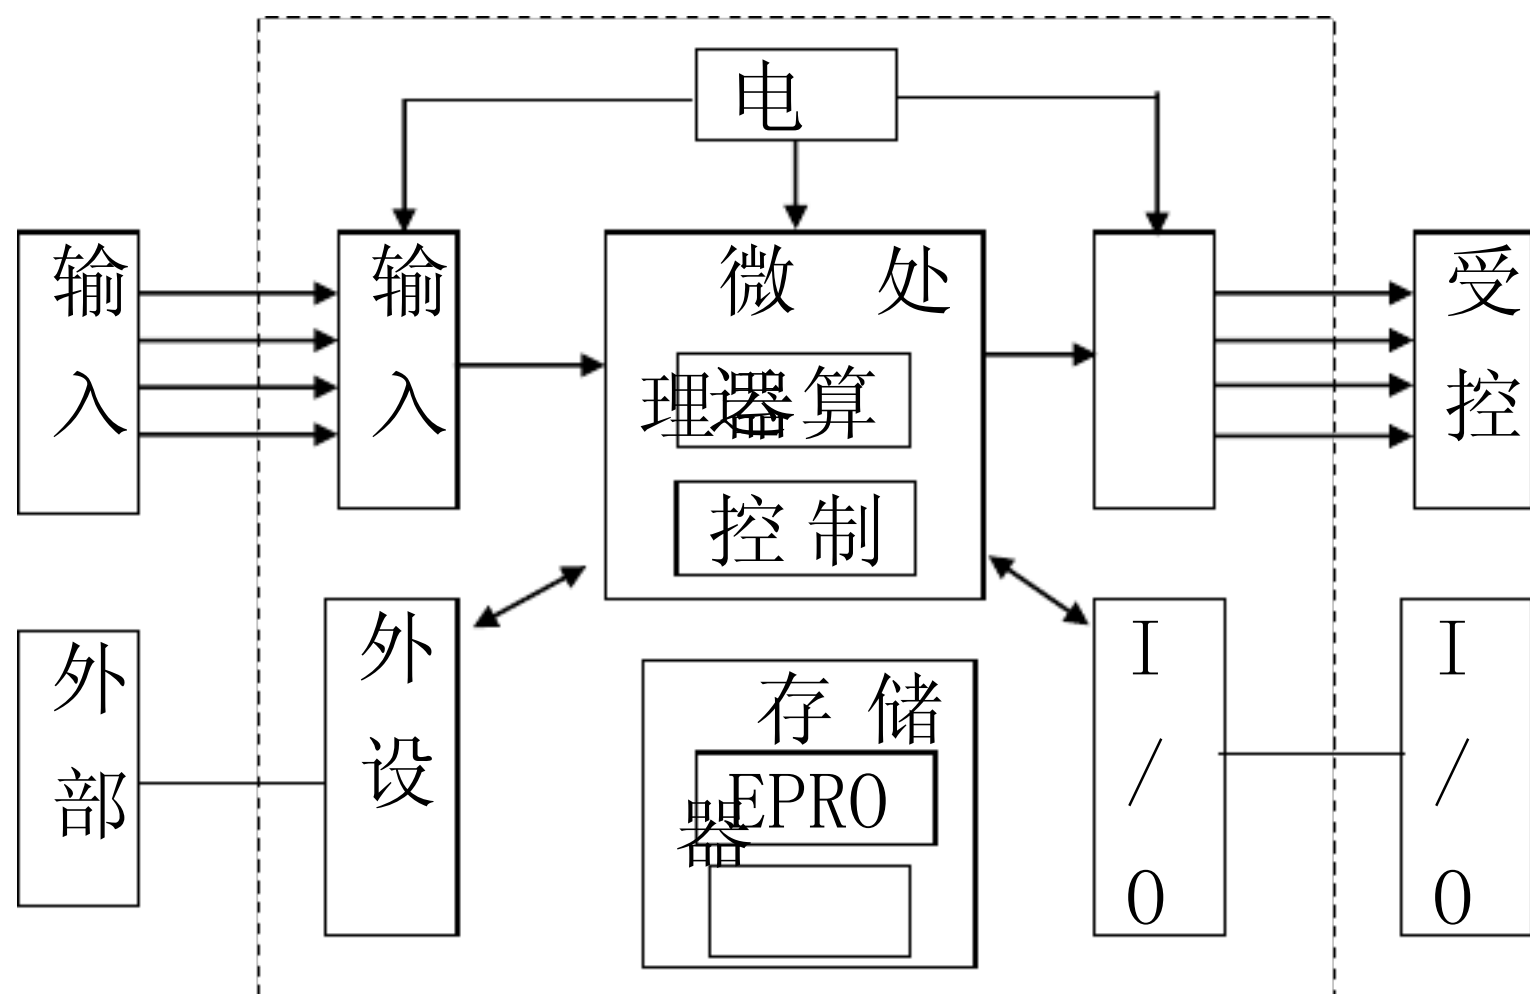 电
输
入
输
入
微 处
理器
运算
控制
受
控
外
部
外
设
存 储
器
EPRO
I
/
O
I
/
O